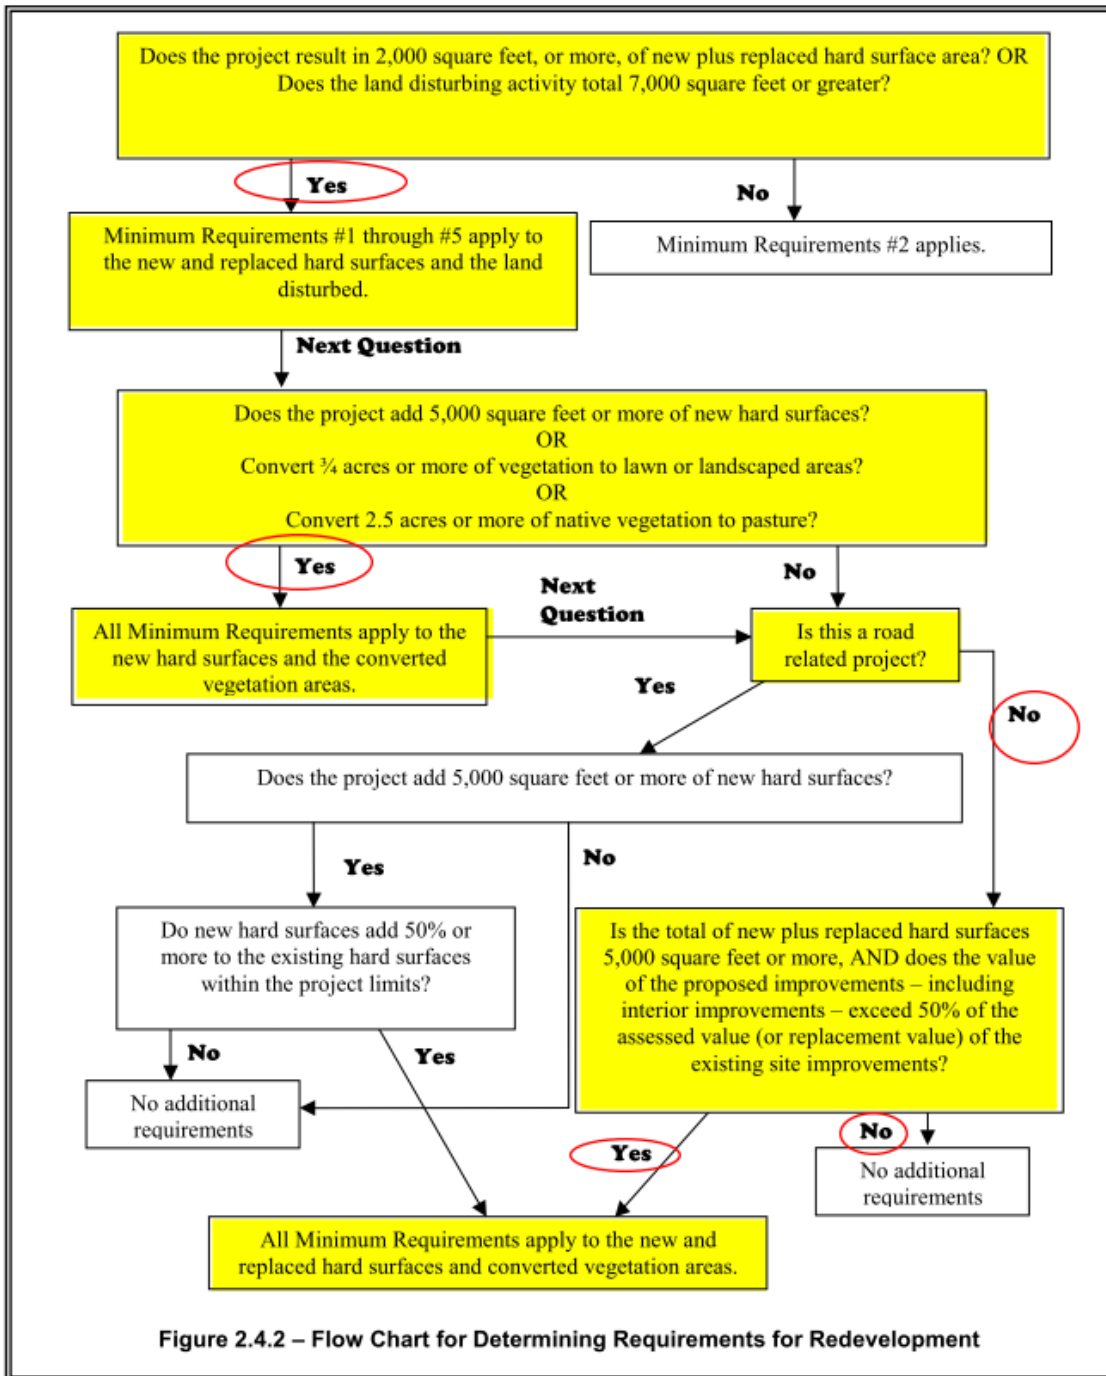 Does the project result in 2,000 square feet, or more, of new plus replaced hard surface area? OR
Does the land disturbing activity total 7,000 square feet or greater?
Yes
No
Minimum Requirements #1 through #5 apply to
the new and replaced hard surfaces and the land
disturbed.
Minimum Requirements #2 applies.
Next Question
Does the project add 5,000 square feet or more of new hard surfaces?
OR
Convert ¾ acres or more of vegetation to lawn or landscaped areas?
OR
Convert 2.5 acres or more of native vegetation to pasture?
Yes
No
Next
Question
All Minimum Requirements apply to the
new hard surfaces and the converted
vegetation areas.
Is this a road
related project?
Yes
No
Does the project add 5,000 square feet or more of new hard surfaces?
Yes
No
Do new hard surfaces add 50% or
more to the existing hard surfaces
within the project limits?
Is the total of new plus replaced hard surfaces
5,000 square feet or more, AND does the value
of the proposed improvements – including
interior improvements – exceed 50% of the
assessed value (or replacement value) of the
existing site improvements?
No
Yes
No additional
requirements
Yes
No
No additional
requirements
All Minimum Requirements apply to the new and
replaced hard surfaces and converted vegetation areas.
Figure 2.4.2 – Flow Chart for Determining Requirements for Redevelopment